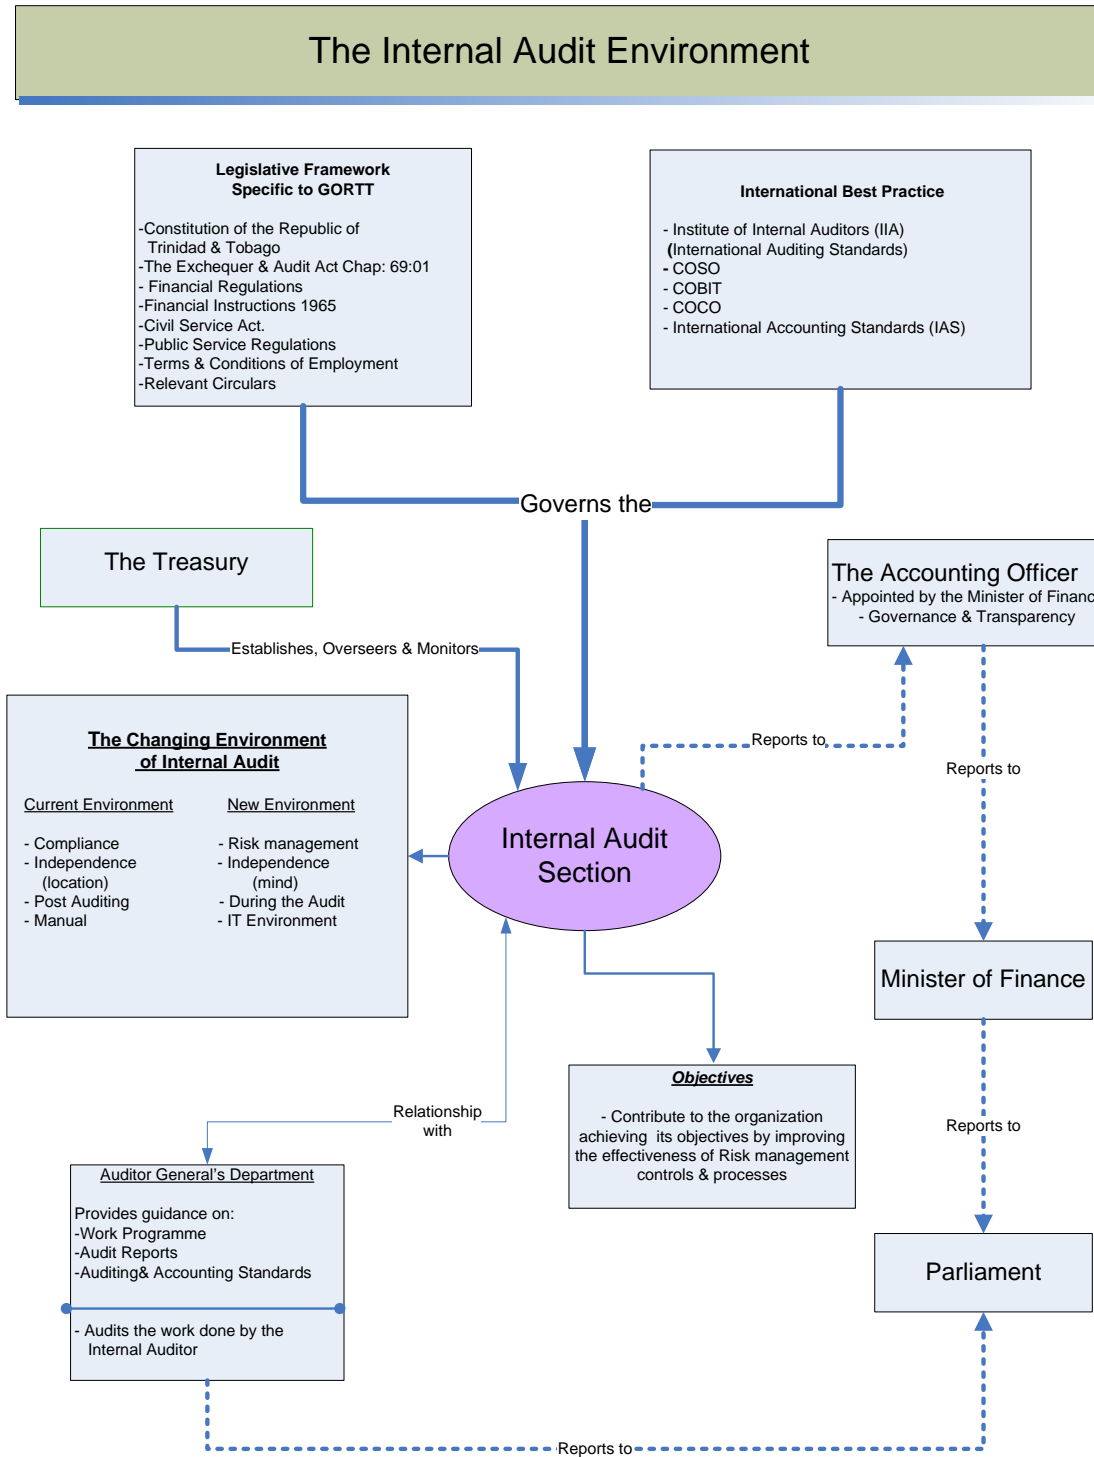 The Internal Audit Environment
Legislative Framework
Specific to GORTT
-Constitution of the Republic of
Trinidad & Tobago
-The Exchequer & Audit Act Chap: 69:01
- Financial Regulations
-Financial Instructions 1965
-Civil Service Act.
-Public Service Regulations
-Terms & Conditions of Employment
-Relevant Circulars
International Best Practice
- Institute of Internal Auditors (IIA)
(International Auditing Standards)
- COSO
- COBIT
- COCO
- International Accounting Standards (IAS)
Governs the
The Treasury
Establishes, Overseers & Monitors
The Accounting Officer
- Appointed by the Minister of Financ
- Governance & Transparency
Reports to
Reports to
The Changing Environment
of Internal Audit
Current Environment
- Compliance
- Independence
(location)
- Post Auditing
- Manual
New Environment
- Risk management
- Independence
(mind)
- During the Audit
- IT Environment
Internal Audit
Section
Minister of Finance
Objectives
- Contribute to the organization
achieving its objectives by improving
the effectiveness of Risk management
controls & processes
Relationship
with
Reports to
Auditor General's Department
Provides guidance on:
-Work Programme
-Audit Reports
-Auditing& Accounting Standards
- Audits the work done by the
Internal Auditor
Parliament
Reports to